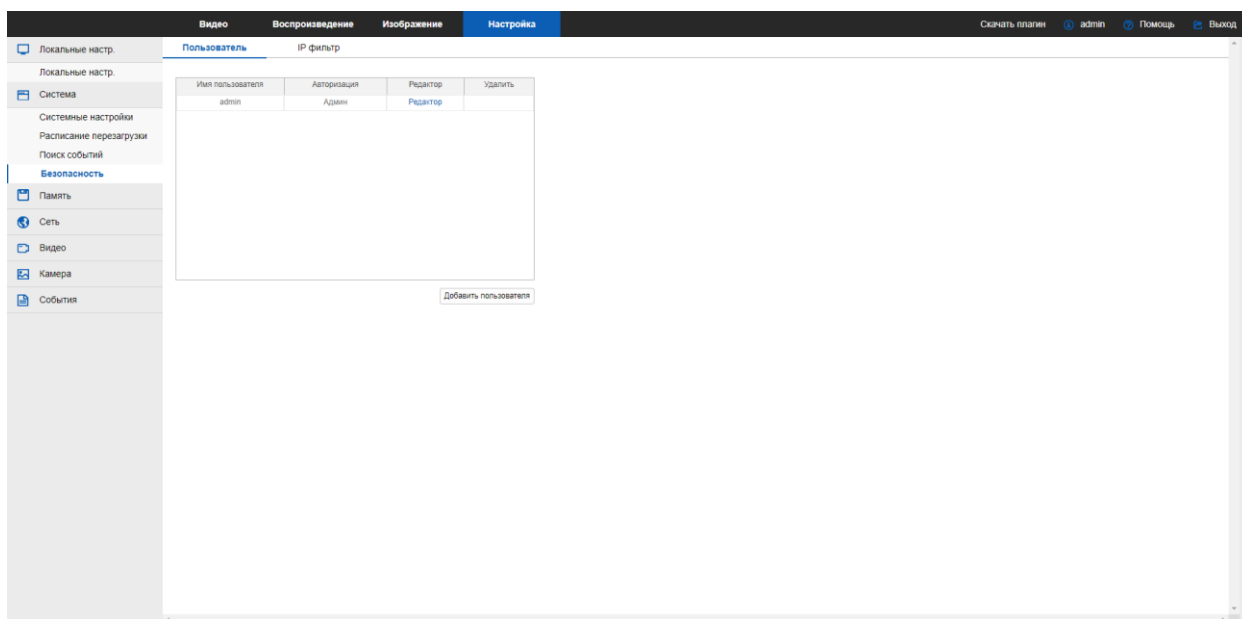 Видео Воспроизведение Изображение Настройка Скачать плагин admin Помощь Выход
Локальные настр.
Локальные настр.
Система
Системные настройки
Расписание перезагрузки
Поиск событий
Безопасность
Память
Сеть
Видео
Камера
События
Пользователь IP фильтр
Имя пользователя Авторизация Редактор Удалить
admin Админ Редактор
Добавить пользователя